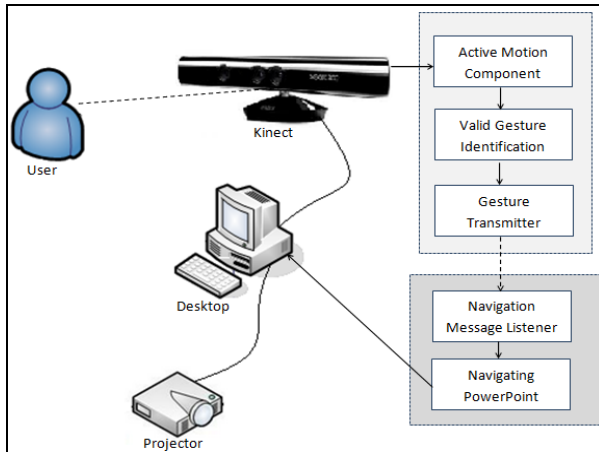 Active Motion
Component
Kinect
Valid Gesture
Identification
User
Gesture
Transmitter
Desktop
Navigation
Message Listener
Navigating
PowerPoint
Projector